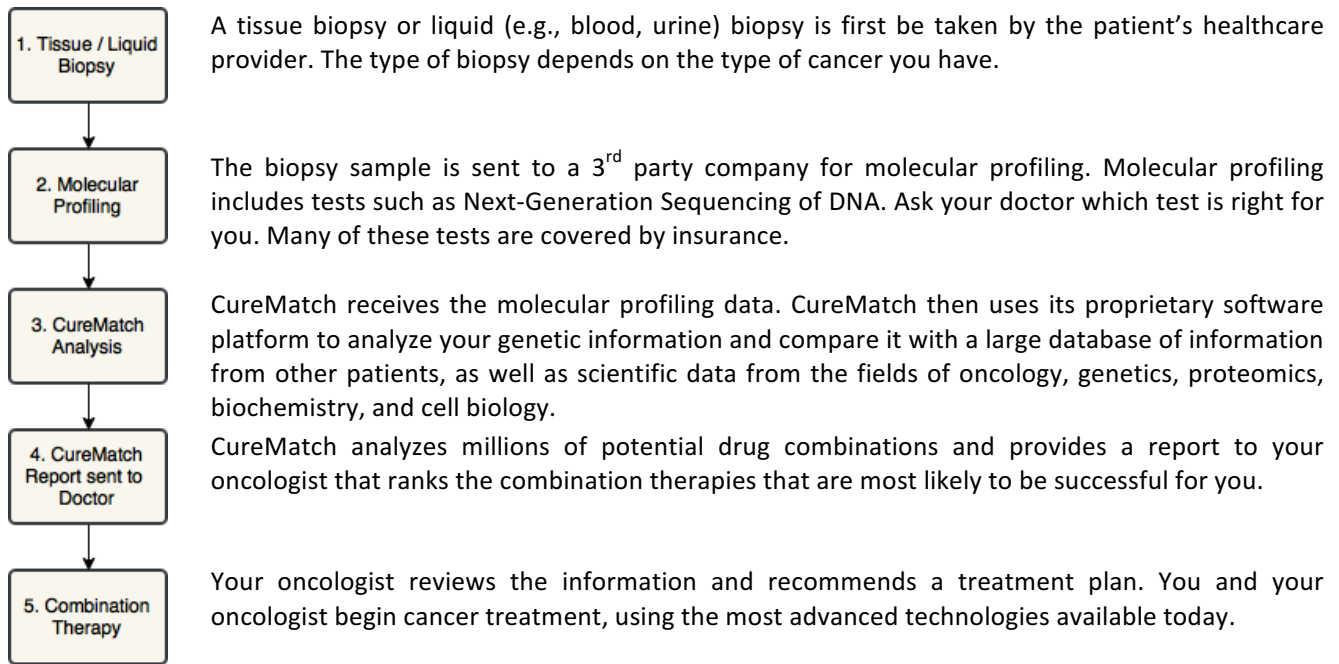 1. Tissue / Liquid
Biopsy
A tissue biopsy or liquid (e.g., blood, urine) biopsy is first be taken by the patient’s healthcare
provider. The type of biopsy depends on the type of cancer you have.
2. Molecular
Profiling
The biopsy sample is sent to a 3rd party company for molecular profiling. Molecular profiling
includes tests such as Next-Generation Sequencing of DNA. Ask your doctor which test is right for
you. Many of these tests are covered by insurance.
3. CureMatch
Analysis
CureMatch receives the molecular profiling data. CureMatch then uses its proprietary software
platform to analyze your genetic information and compare it with a large database of information
from other patients, as well as scientific data from the fields of oncology, genetics, proteomics,
biochemistry, and cell biology.
4. CureMatch
Report sent to
Doctor
CureMatch analyzes millions of potential drug combinations and provides a report to your
oncologist that ranks the combination therapies that are most likely to be successful for you.
5. Combination
Therapy
Your oncologist reviews the information and recommends a treatment plan. You and your
oncologist begin cancer treatment, using the most advanced technologies available today.